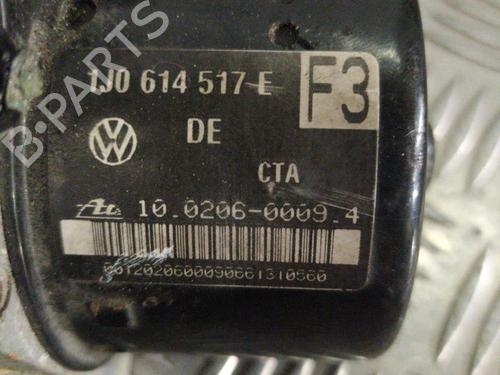 B-PARTS
1J0 614 517 E
F3
DE
CTA
10.0206-0009.4